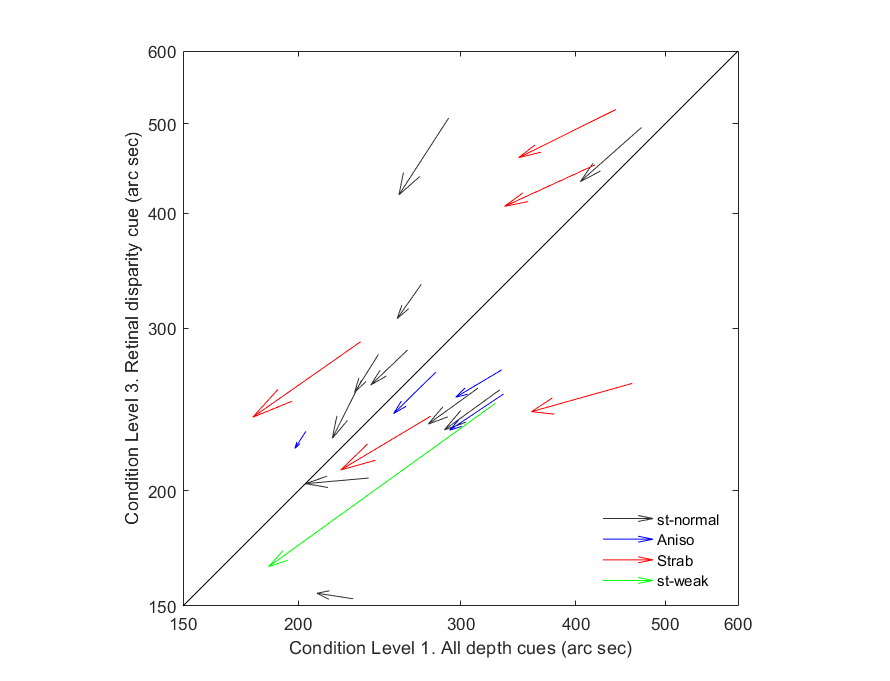 600
500
400
300
200
150
Condition Level 3. Retinal disparity cue (arc sec)
st-normal
Aniso
Strab
st-weak
150
200
300
400
500
600
Condition Level 1. All depth cues (arc sec)